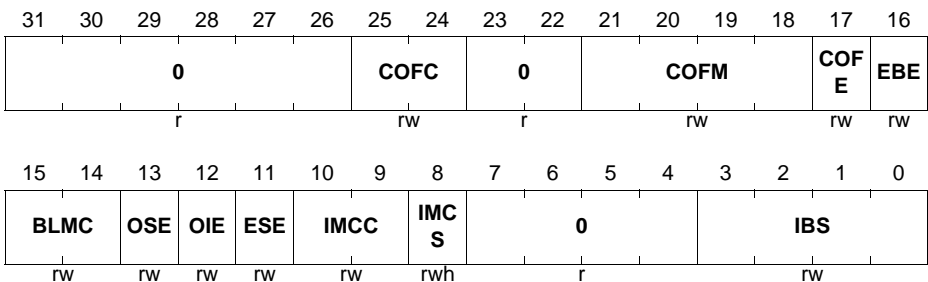 31 30 29 28 27 26 25 24 23 22 21 20 19 18 17 16
0 COFC 0 COFM COF E EBE
r rw r rw rw rw
15 14 13 12 11 10 9 8 7 6 5 4 3 2 1 0
BLMC OSE OIE ESE IMCC IMC S 0 IBS
rw rw rw rw rw rwh r rw